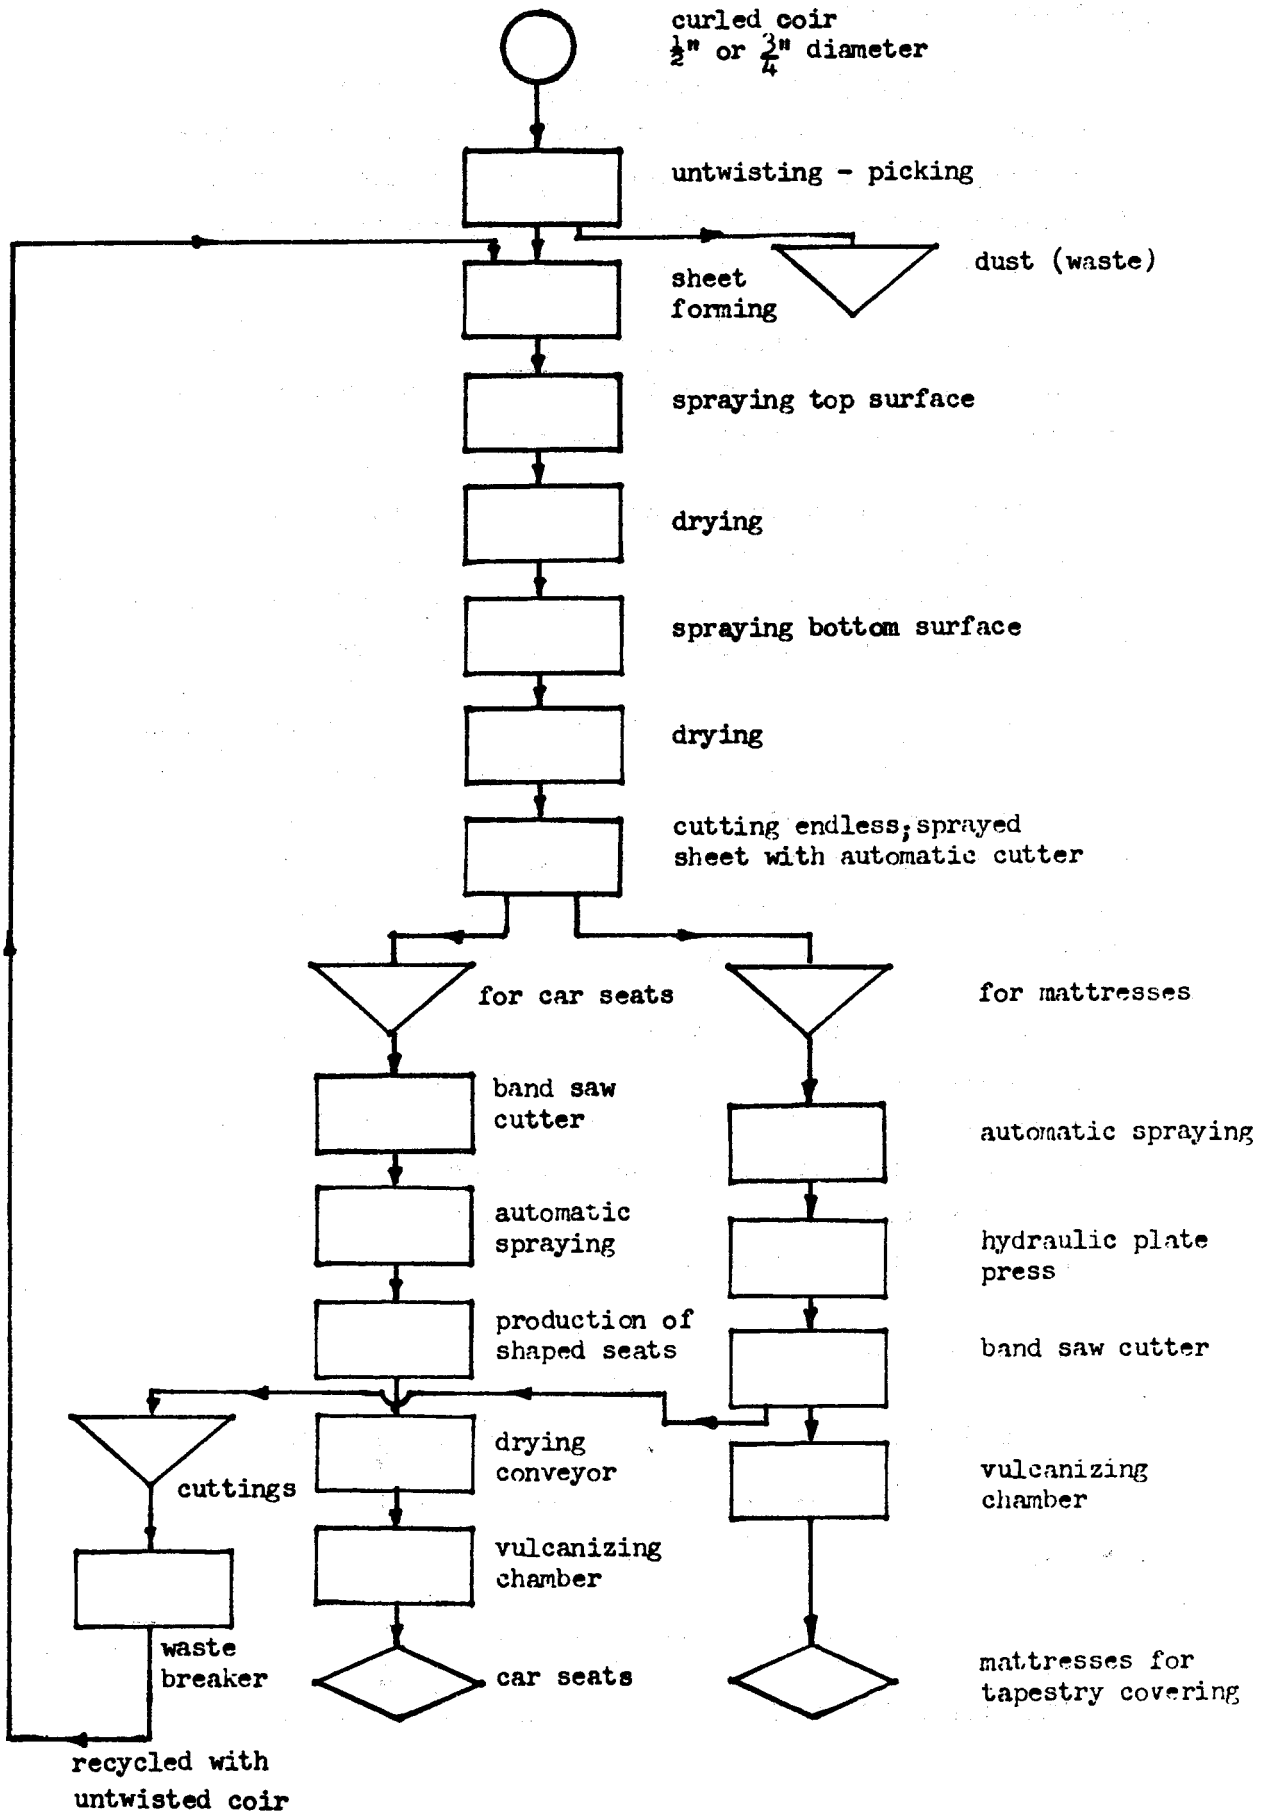 curled coir
½" or ¾" diameter
untwisting - picking
dust (waste)
sheet
forming
spraying top surface
drying
spraying bottom surface
drying
cutting endless; sprayed
sheet with automatic cutter
for car seats
for mattresses
band saw
cutter
automatic spraying
automatic
spraying
hydraulic plate
press
production of
shaped seats
band saw cutter
drying
conveyor
vulcanizing
chamber
cuttings
vulcanizing
chamber
waste
breaker
car seats
mattresses for
tapestry covering
recycled with
untwisted coir